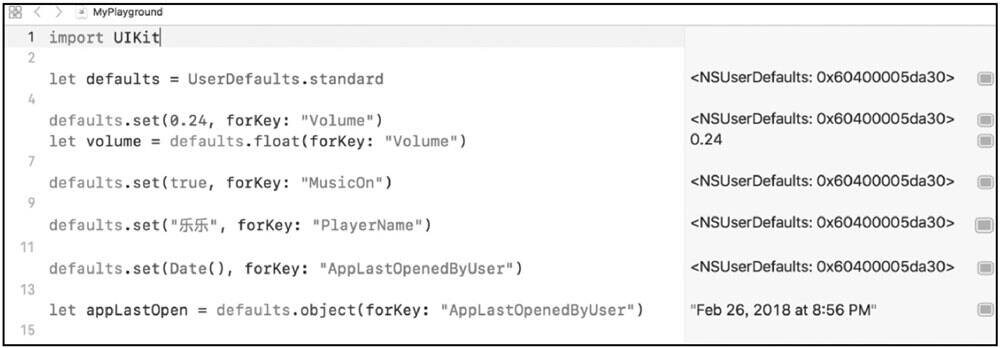 MyPlayground
1 import UIKit
2
let defaults = UserDefaults.standard <NSUserDefaults: 0x60400005da30>
4
defaults.set(0.24, forKey: "Volume") <NSUserDefaults: 0x60400005da30>
let volume = defaults.float(forKey: "Volume") 0.24
7
defaults.set(true, forKey: "MusicOn") <NSUserDefaults: 0x60400005da30>
9
defaults.set("乐乐", forKey: "PlayerName") <NSUserDefaults: 0x60400005da30>
11
defaults.set(Date(), forKey: "AppLastOpenedByUser") <NSUserDefaults: 0x60400005da30>
13
let appLastOpen = defaults.object(forKey: "AppLastOpenedByUser") "Feb 26, 2018 at 8:56 PM"
15